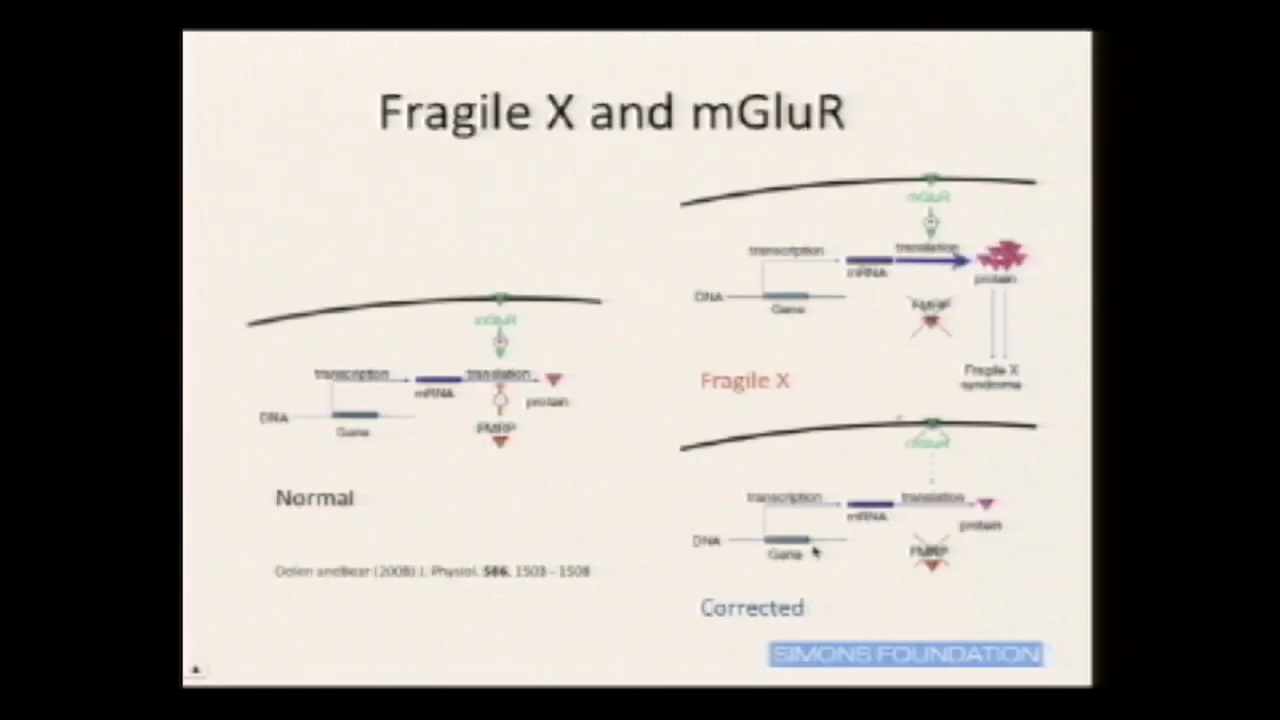 Fragile X and mGluR
mGluR
transcription
translation
mRNA
protein
DNA
Gene
FMRP
Normal
Dolen and Bear (2008) J. Physiol. 586, 1503 - 1508
mGluR
transcription
translation
mRNA
protein
DNA
Gene
FMRP
Fragile X
syndrome
Fragile X
mGluR
transcription
translation
mRNA
protein
DNA
Gene
FMRP
Corrected
SIMONS FOUNDATION